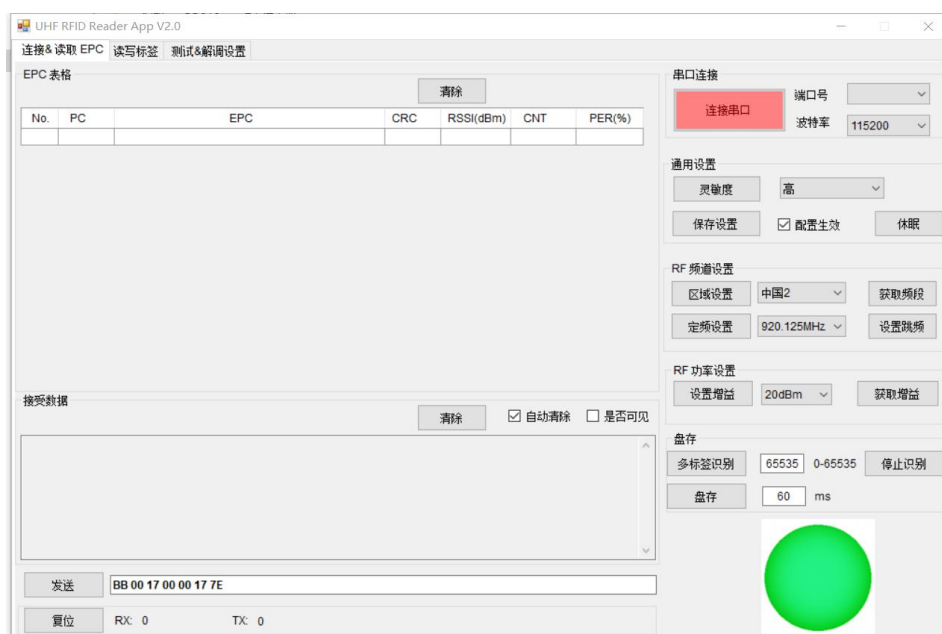 UHF RFID Reader App V2.0
连接&读取 EPC 读写标签 测试&解调设置
EPC 表格
清除
No. PC EPC CRC RSSI(dBm) CNT PER(%)
串口连接
连接串口
端口号
波特率 115200
通用设置
灵敏度 高
保存设置 配置生效 休眠
RF 频道设置
区域设置 中国2 获取频段
定频设置 920.125MHz 设置跳频
RF 功率设置
设置增益 20dBm 获取增益
接受数据
清除 自动清除 是否可见
盘存
多标签识别 65535 0-65535 停止识别
盘存 60 ms
发送 BB 00 17 00 00 17 7E
复位 RX: 0 TX: 0